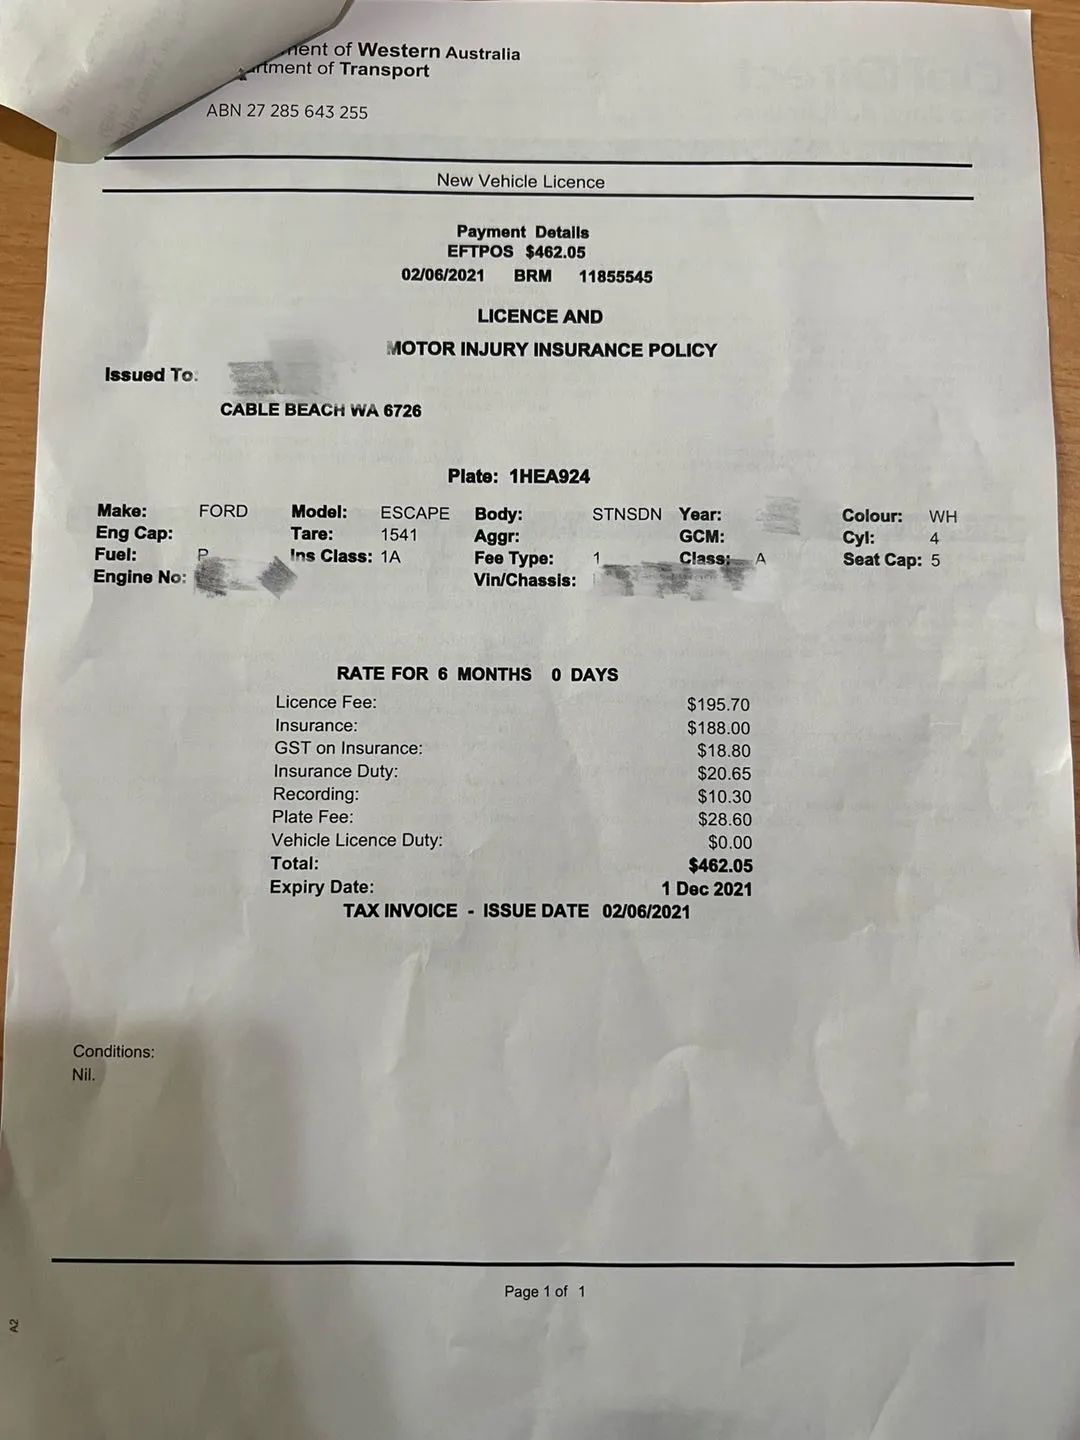 ment of Western Australia
rtment of Transport
ABN 27 285 643 255
New Vehicle Licence
Payment Details
EFTPOS $462.05
02/06/2021 BRM 11855545
LICENCE AND
MOTOR INJURY INSURANCE POLICY
Issued To:
CABLE BEACH WA 6726
Plate: 1HEA924
Make: FORD Model: ESCAPE Body: STNSDN Year: Colour: WH
Eng Cap: Tare: 1541 Aggr: GCM: Cyl: 4
Fuel: P Ins Class: 1A Fee Type: 1 Class: A Seat Cap: 5
Engine No: Vin/Chassis:
RATE FOR 6 MONTHS 0 DAYS
Licence Fee: $195.70
Insurance: $188.00
GST on Insurance: $18.80
Insurance Duty: $20.65
Recording: $10.30
Plate Fee: $28.60
Vehicle Licence Duty: $0.00
Total: $462.05
Expiry Date: 1 Dec 2021
TAX INVOICE - ISSUE DATE 02/06/2021
Conditions:
Nil.
Page 1 of 1
A2